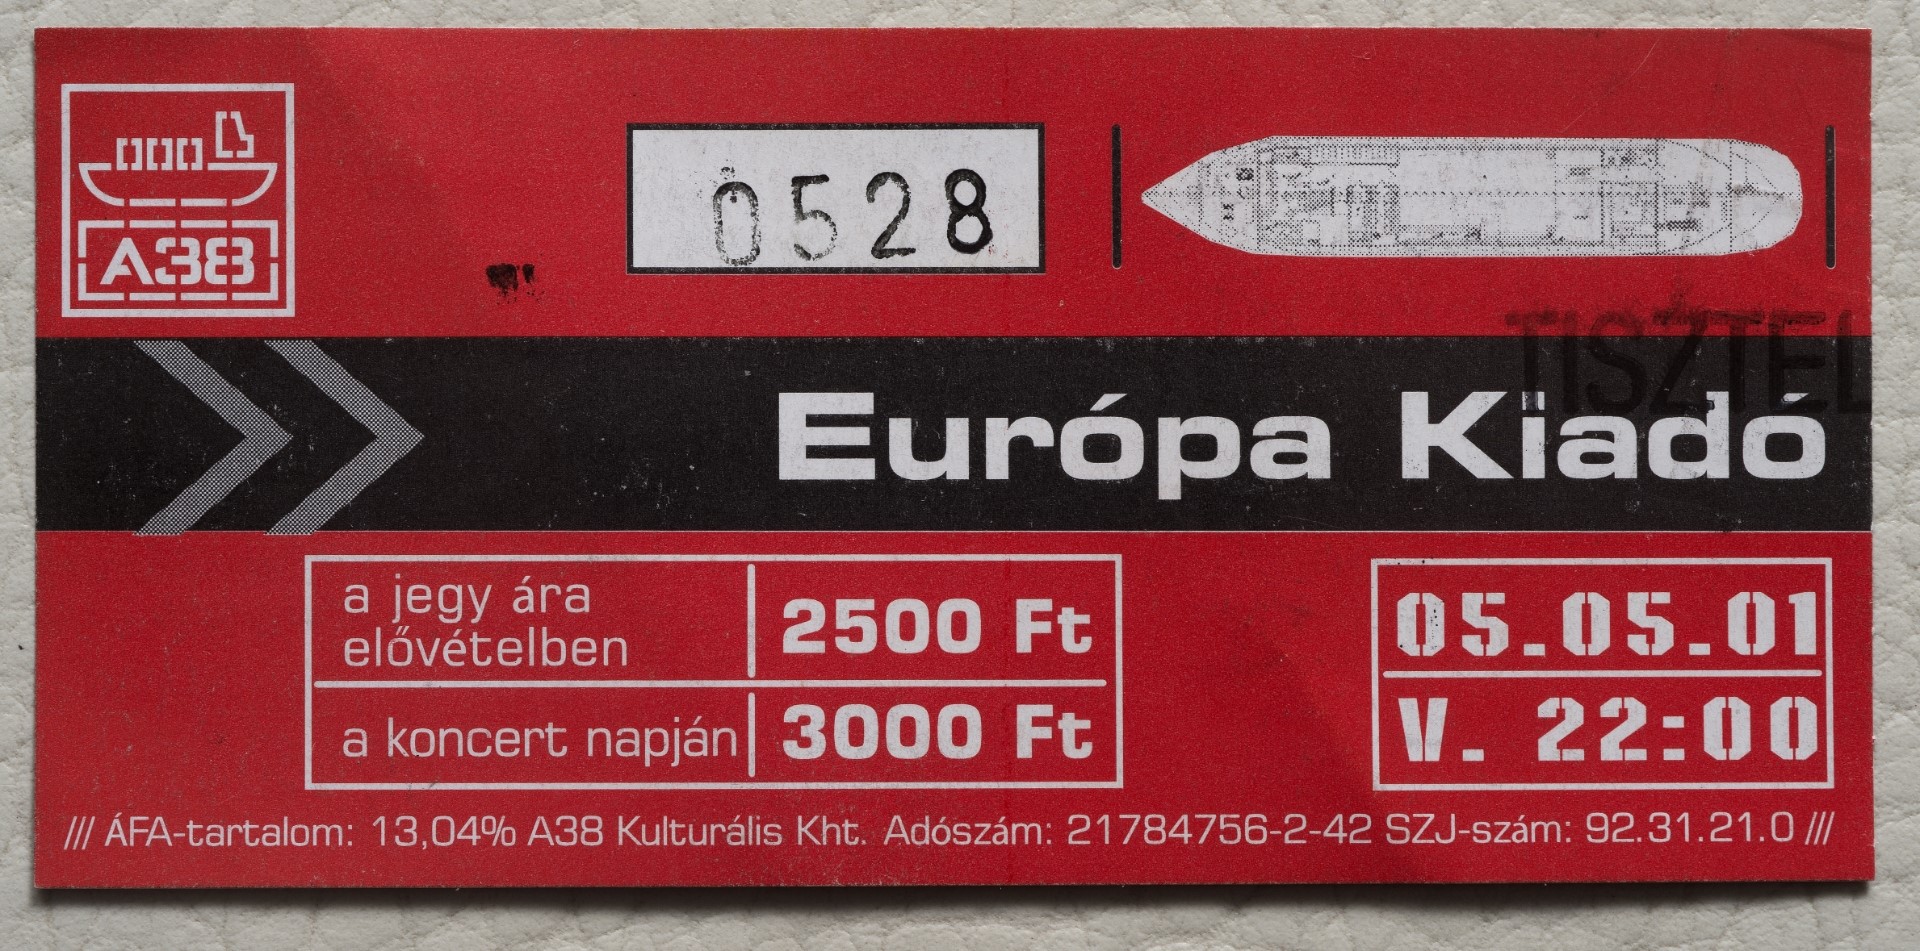 A38
0528
TISZTEL
Európa Kiadó
a jegy ára
elővételben
2500 Ft
a koncert napján
3000 Ft
05.05.01
V. 22:00
/// ÁFA-tartalom: 13,04% A38 Kulturális Kht. Adószám: 21784756-2-42 SZJ-szám: 92.31.21.0 ///